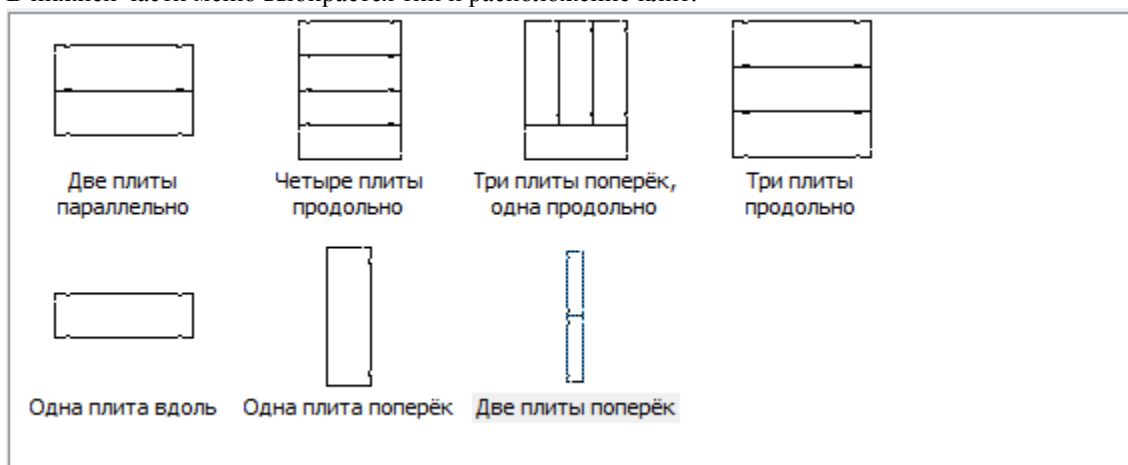 В нижней части меню выбирается тип и расположение плит.
Две плиты
параллельно
Четыре плиты
продольно
Три плиты поперёк,
одна продольно
Три плиты
продольно
Одна плита вдоль
Одна плита поперёк
Две плиты поперёк